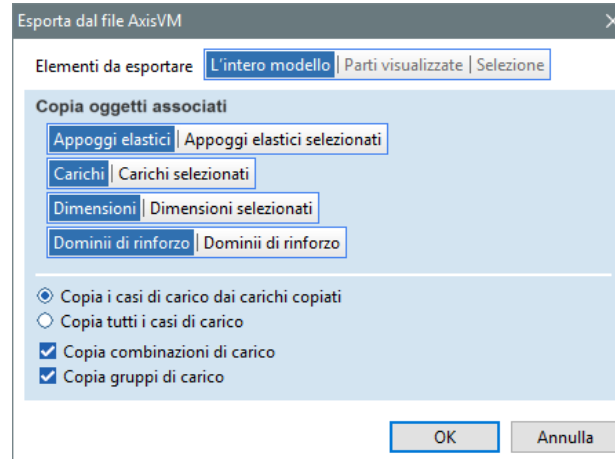 Esporta dal file AxisVM
Elementi da esportare L'intero modello | Parti visualizzate | Selezione
Copia oggetti associati
Appoggi elastici | Appoggi elastici selezionati
Carichi | Carichi selezionati
Dimensioni | Dimensioni selezionati
Dominii di rinforzo | Dominii di rinforzo
Copia i casi di carico dai carichi copiati
Copia tutti i casi di carico
Copia combinazioni di carico
Copia gruppi di carico
OK Annulla